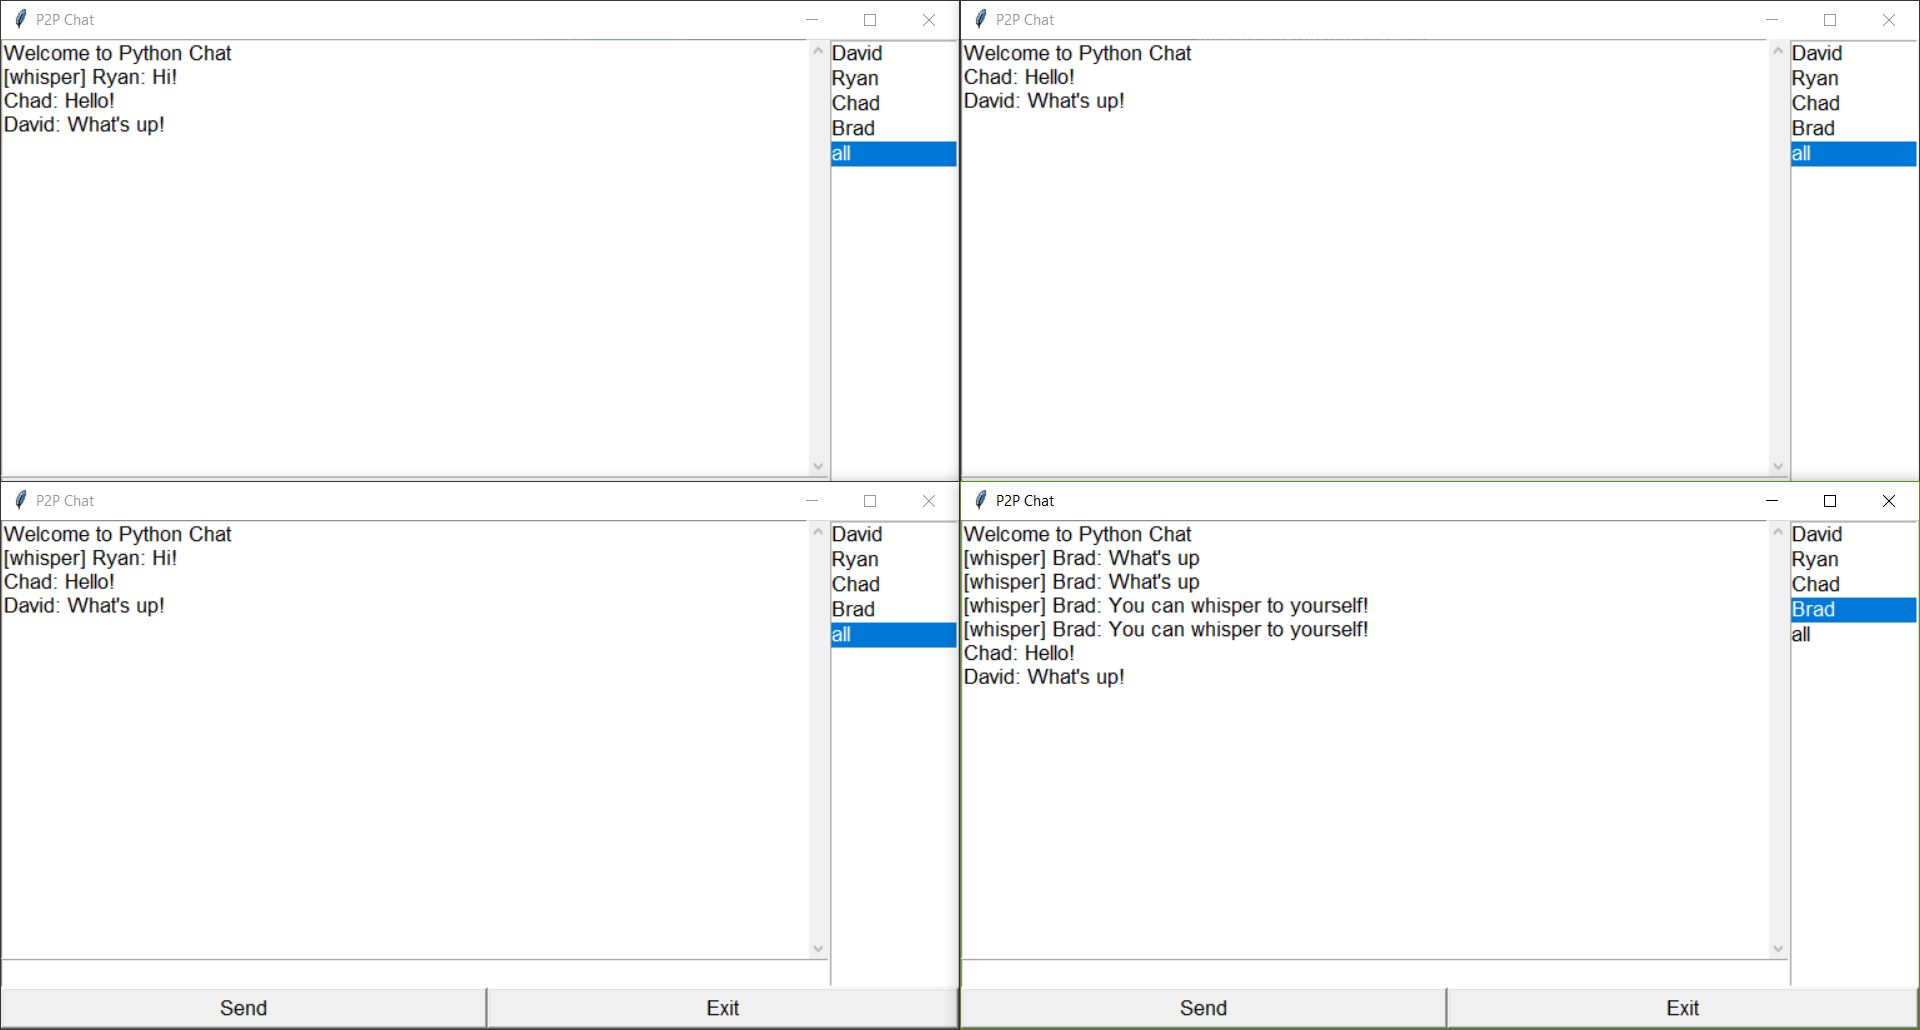 P2P Chat
Welcome to Python Chat
[whisper] Ryan: Hi!
Chad: Hello!
David: What's up!
David
Ryan
Chad
Brad
all
P2P Chat
Welcome to Python Chat
Chad: Hello!
David: What's up!
David
Ryan
Chad
Brad
all
P2P Chat
Welcome to Python Chat
[whisper] Ryan: Hi!
Chad: Hello!
David: What's up!
David
Ryan
Chad
Brad
all
Send
Exit
P2P Chat
Welcome to Python Chat
[whisper] Brad: What's up
[whisper] Brad: What's up
[whisper] Brad: You can whisper to yourself!
[whisper] Brad: You can whisper to yourself!
Chad: Hello!
David: What's up!
David
Ryan
Chad
Brad
all
Send
Exit